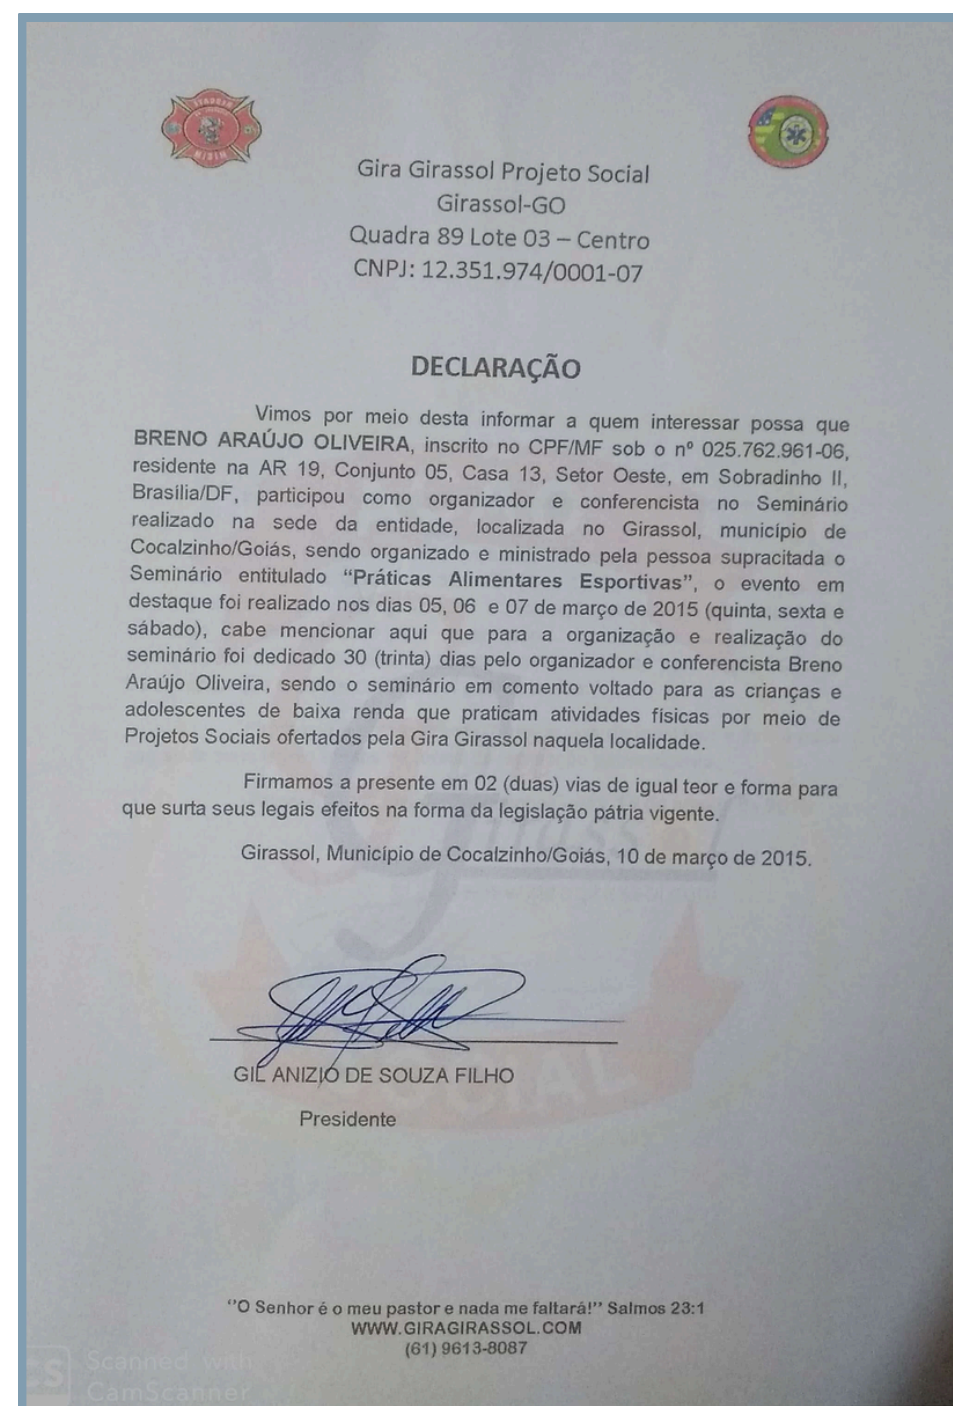 Gira Girassol Projeto Social
Girassol-GO
Quadra 89 Lote 03 – Centro
CNPJ: 12.351.974/0001-07
DECLARAÇÃO
Vimos por meio desta informar a quem interessar possa que
BRENO ARAÚJO OLIVEIRA, inscrito no CPF/MF sob o nº 025.762.961-06,
residente na AR 19, Conjunto 05, Casa 13, Setor Oeste, em Sobradinho II,
Brasília/DF, participou como organizador e conferencista no Seminário
realizado na sede da entidade, localizada no Girassol, município de
Cocalzinho/Goiás, sendo organizado e ministrado pela pessoa supracitada o
Seminário entitulado “Práticas Alimentares Esportivas”, o evento em
destaque foi realizado nos dias 05, 06 e 07 de março de 2015 (quinta, sexta e
sábado), cabe mencionar aqui que para a organização e realização do
seminário foi dedicado 30 (trinta) dias pelo organizador e conferencista Breno
Araújo Oliveira, sendo o seminário em comento voltado para as crianças e
adolescentes de baixa renda que praticam atividades físicas por meio de
Projetos Sociais ofertados pela Gira Girassol naquela localidade.
Firmamos a presente em 02 (duas) vias de igual teor e forma para
que surta seus legais efeitos na forma da legislação pátria vigente.
Girassol, Município de Cocalzinho/Goiás, 10 de março de 2015.
GIL ANIZIO DE SOUZA FILHO
SOCIAL
Presidente
‘'O Senhor é o meu pastor e nada me faltará!’' Salmos 23:1
WWW.GIRAGIRASSOL.COM
(61) 9613-8087
CS Scanned with
CamScanner